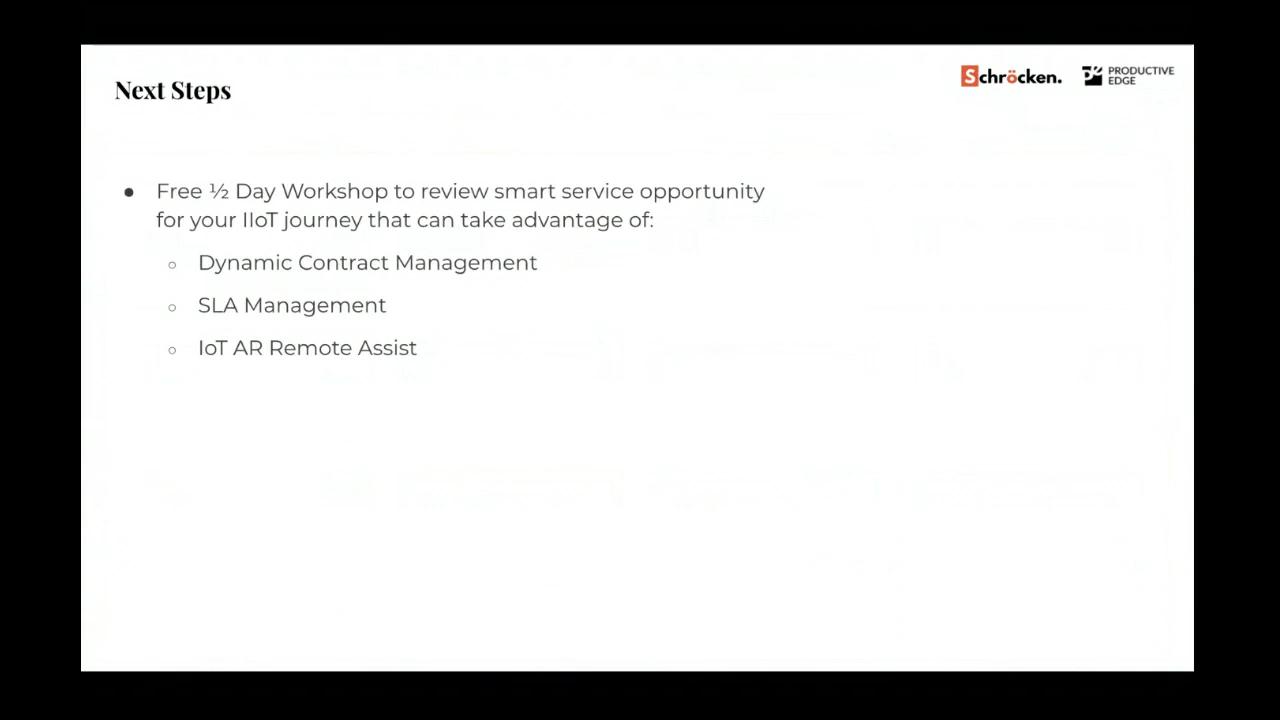 Next Steps
Schröcken.
PRODUCTIVE
EDGE
● Free ½ Day Workshop to review smart service opportunity
for your IIoT journey that can take advantage of:
○ Dynamic Contract Management
○ SLA Management
○ IoT AR Remote Assist